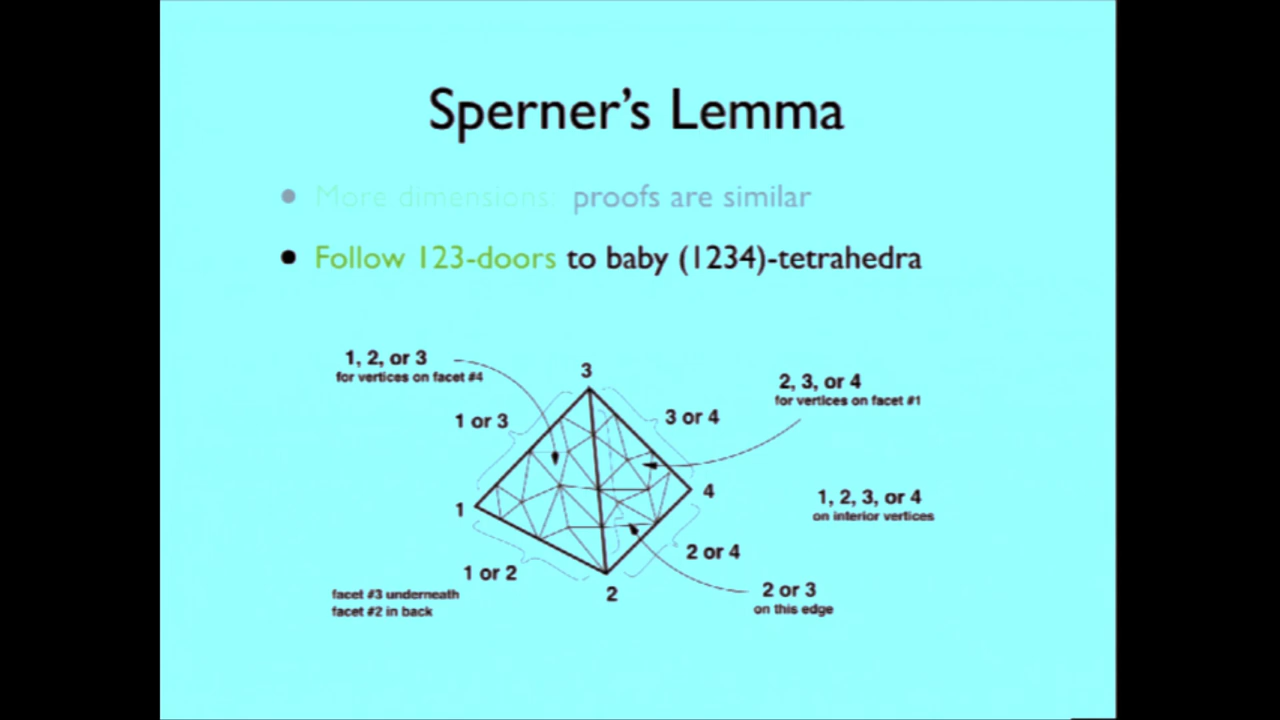 Sperner's Lemma
• More dimensions: proofs are similar
• Follow 123-doors to baby (1234)-tetrahedra
1, 2, or 3
for vertices on facet #4
3
2, 3, or 4
for vertices on facet #1
1 or 3
3 or 4
1
4
1, 2, 3, or 4
on interior vertices
2 or 4
1 or 2
2 or 3
on this edge
2
facet #3 underneath
facet #2 in back